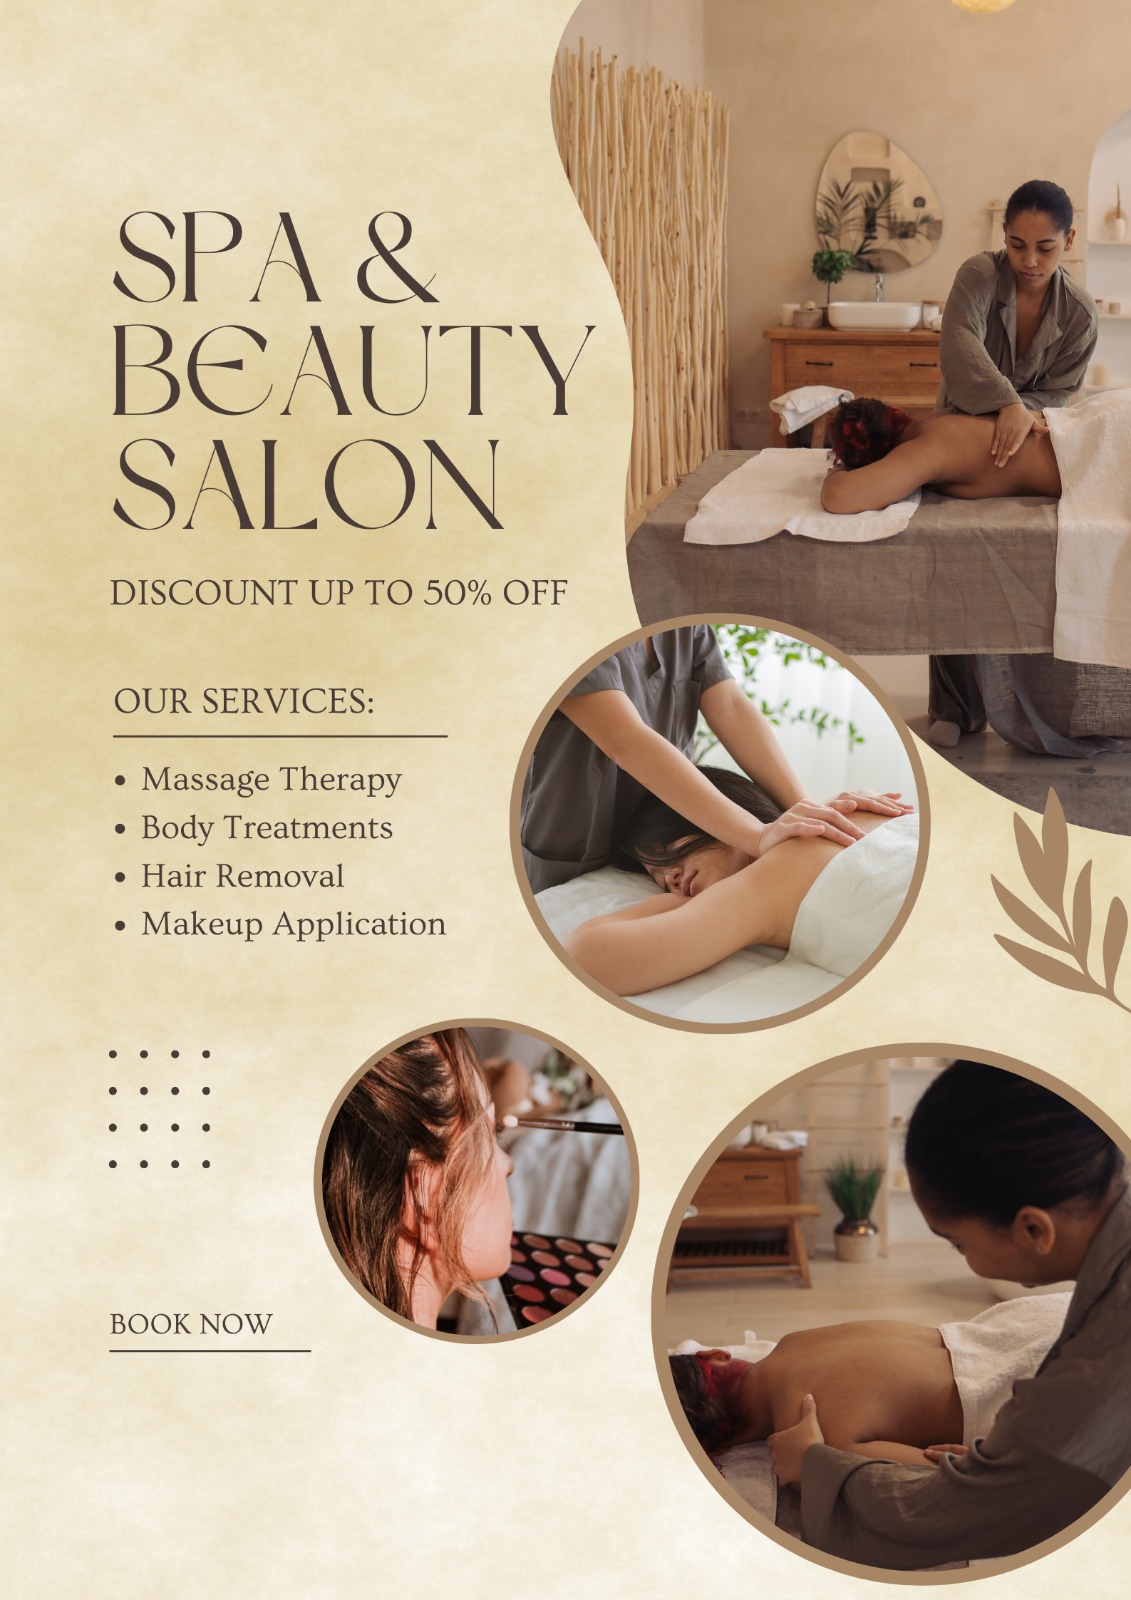 SPA &
BEAUTY
SALON
DISCOUNT UP TO 50% OFF
OUR SERVICES:
• Massage Therapy
• Body Treatments
• Hair Removal
• Makeup Application
BOOK NOW